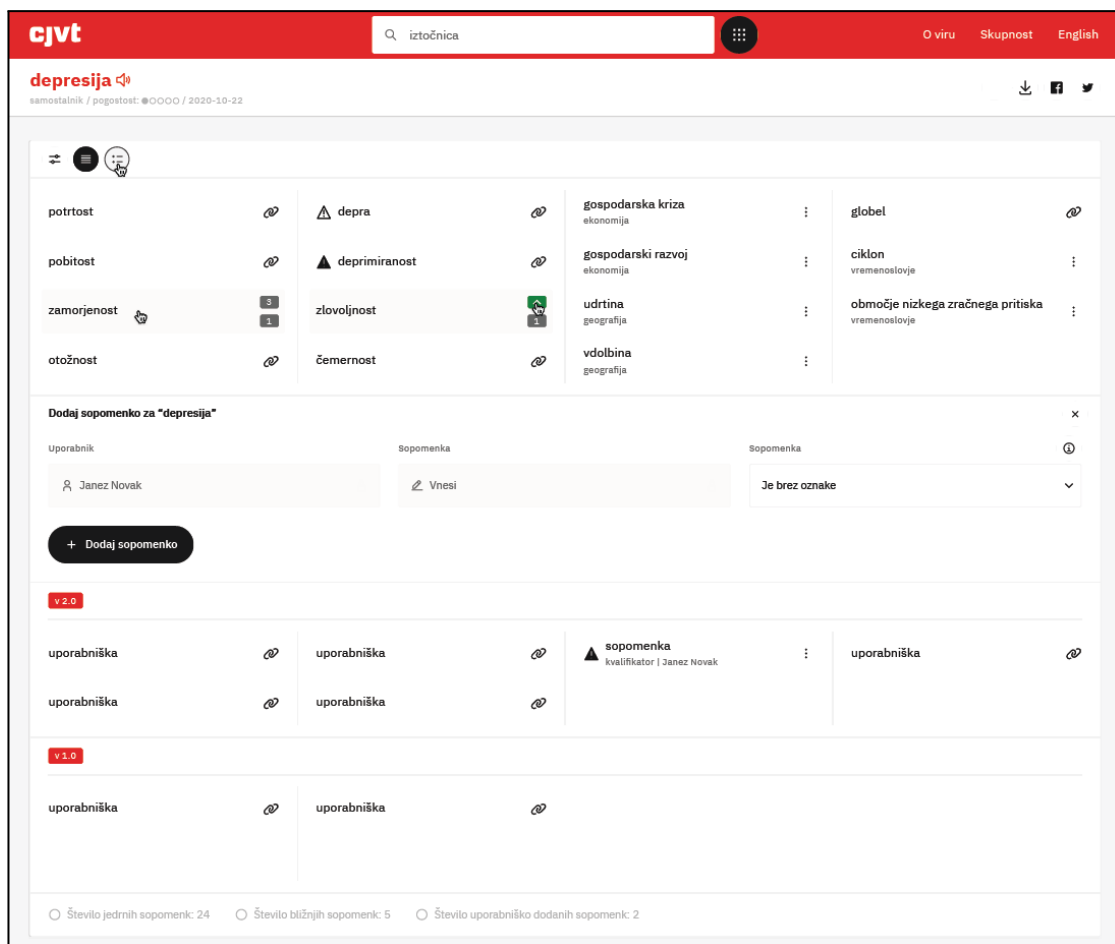 cjvt
iztočnica
O viru Skupnost English
depresija
samostalnik / pogostost: ●○○○○ / 2020-10-22
potrtost
pobitost
zamorjenost
3
1
otožnost
depra
deprimiranost
zlovoljnost
1
čemernost
gospodarska kriza
ekonomija
gospodarski razvoj
ekonomija
udrtina
geografija
vdolbina
geografija
globel
ciklon
vremenoslovje
območje nizkega zračnega pritiska
vremenoslovje
Dodaj sopomenko za "depresija"
Uporabnik Sopomenka Sopomenka
Janez Novak Vnesi Je brez oznake
+ Dodaj sopomenko
v 2.0
uporabniška
uporabniška
uporabniška
uporabniška
sopomenka
kvalifikator | Janez Novak
uporabniška
v 1.0
uporabniška uporabniška
Število jedrnih sopomenk: 24 Število bližnjih sopomenk: 5 Število uporabniško dodanih sopomenk: 2